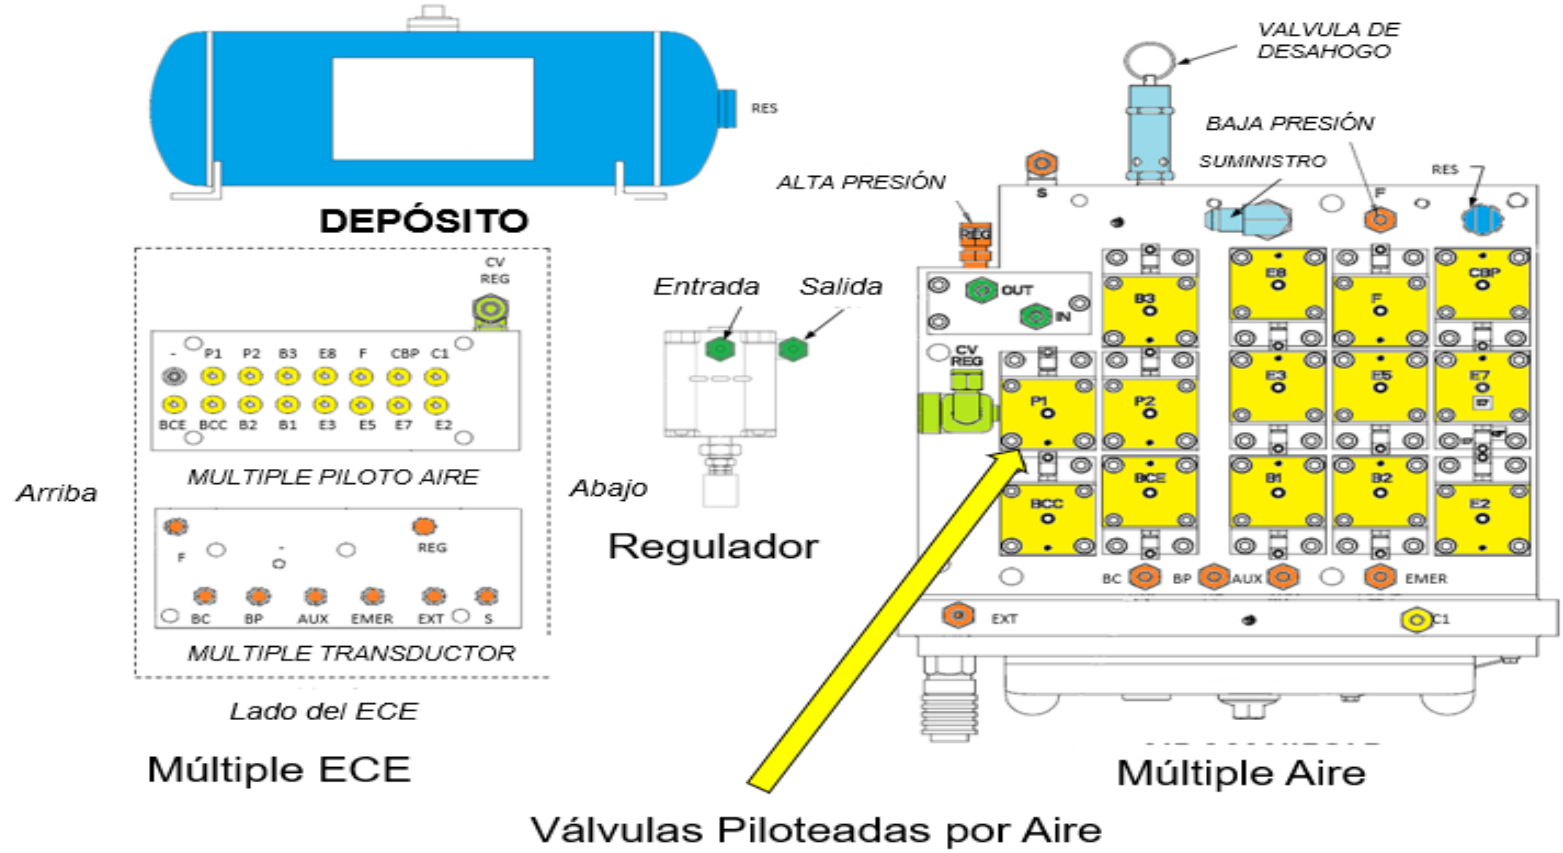 RES
DEPÓSITO
CV
REG
- P1 P2 B3 E8 F CBP C1
BCE BCC B2 B1 E3 E5 E7 E2
MULTIPLE PILOTO AIRE
Arriba
Abajo
F
-
REG
BC BP AUX EMER EXT S
MULTIPLE TRANSDUCTOR
Lado del ECE
Múltiple ECE
Entrada
Salida
Regulador
VALVULA DE
DESAHOGO
BAJA PRESIÓN
SUMINISTRO
RES
ALTA PRESIÓN
S
F
REG
OUT
IN
B3
E8
F
CBP
CV
REG
P1
P2
E3
E5
E7
BCC
BCE
B1
B2
E2
BC
BP
AUX
EMER
EXT
C1
Múltiple Aire
Válvulas Piloteadas por Aire